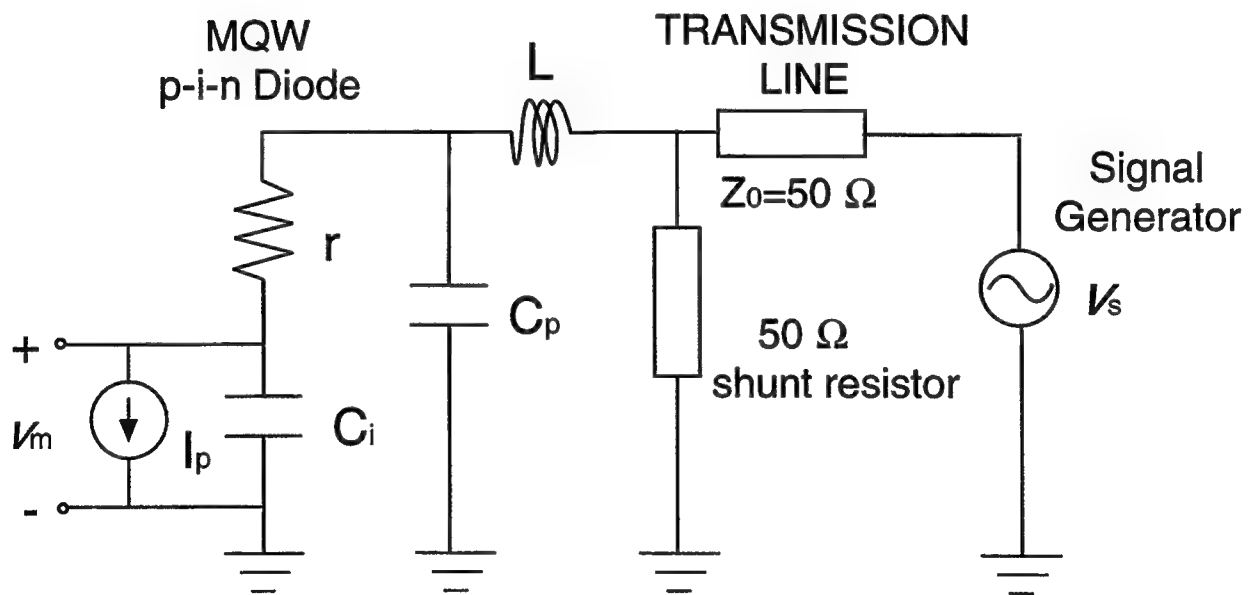 MQW
p-i-n Diode
L
TRANSMISSION
LINE
Z0=50 Ω
Signal
Generator
Vs
r
Cp
50 Ω
shunt resistor
+
Vm
Ip
Ci
-